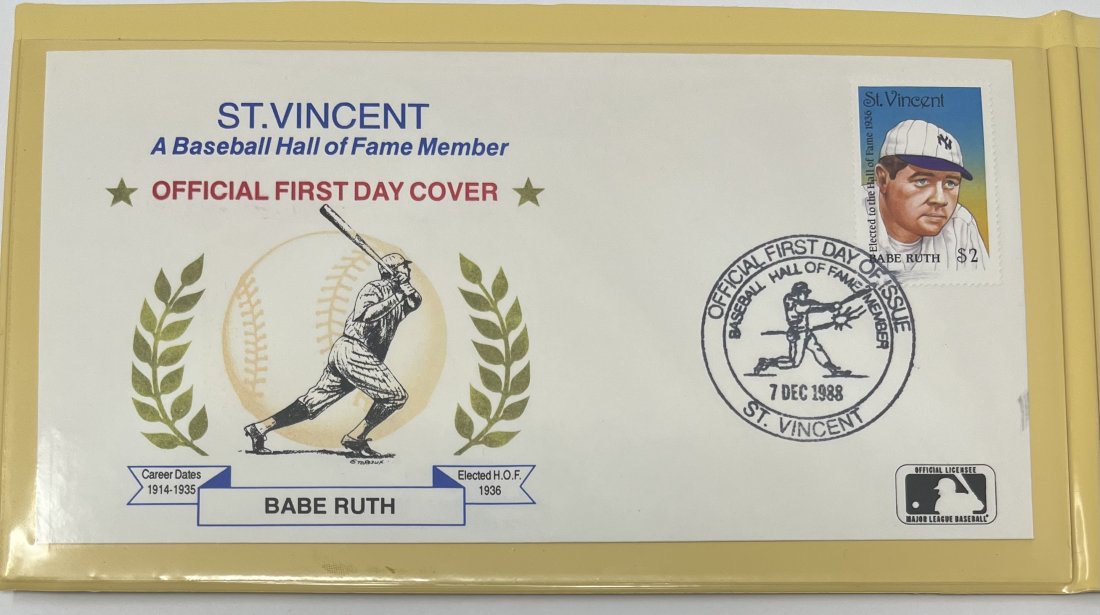 ST.VINCENT
A Baseball Hall of Fame Member
OFFICIAL FIRST DAY COVER
Career Dates
1914-1935
BABE RUTH
Elected H.O.F.
1936
St. Vincent
Elected to the Hall of Fame 1936
NY
BABE RUTH $2
OFFICIAL FIRST DAY OF ISSUE
BASEBALL HALL OF FAME MEMBER
7 DEC 1988
ST. VINCENT
OFFICIAL LICENSEE
MAJOR LEAGUE BASEBALL